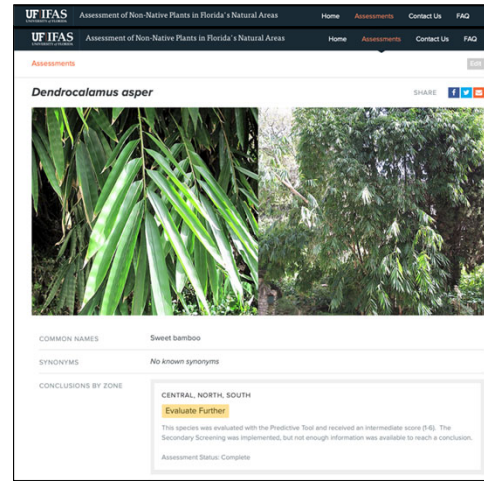 UF IFAS Assessment of Non-Native Plants in Florida's Natural Areas Home Assessments Contact Us FAQ
UNIVERSITY of FLORIDA
UF IFAS Assessment of Non-Native Plants in Florida's Natural Areas Home Assessments Contact Us FAQ
UNIVERSITY of FLORIDA
Assessments Edit
Dendrocalamus asper SHARE
COMMON NAMES Sweet bamboo
SYNONYMS No known synonyms
CONCLUSIONS BY ZONE
CENTRAL, NORTH, SOUTH
Evaluate Further
This species was evaluated with the Predictive Tool and received an intermediate score (1-6). The
Secondary Screening was implemented, but not enough information was available to reach a conclusion.
Assessment Status: Complete